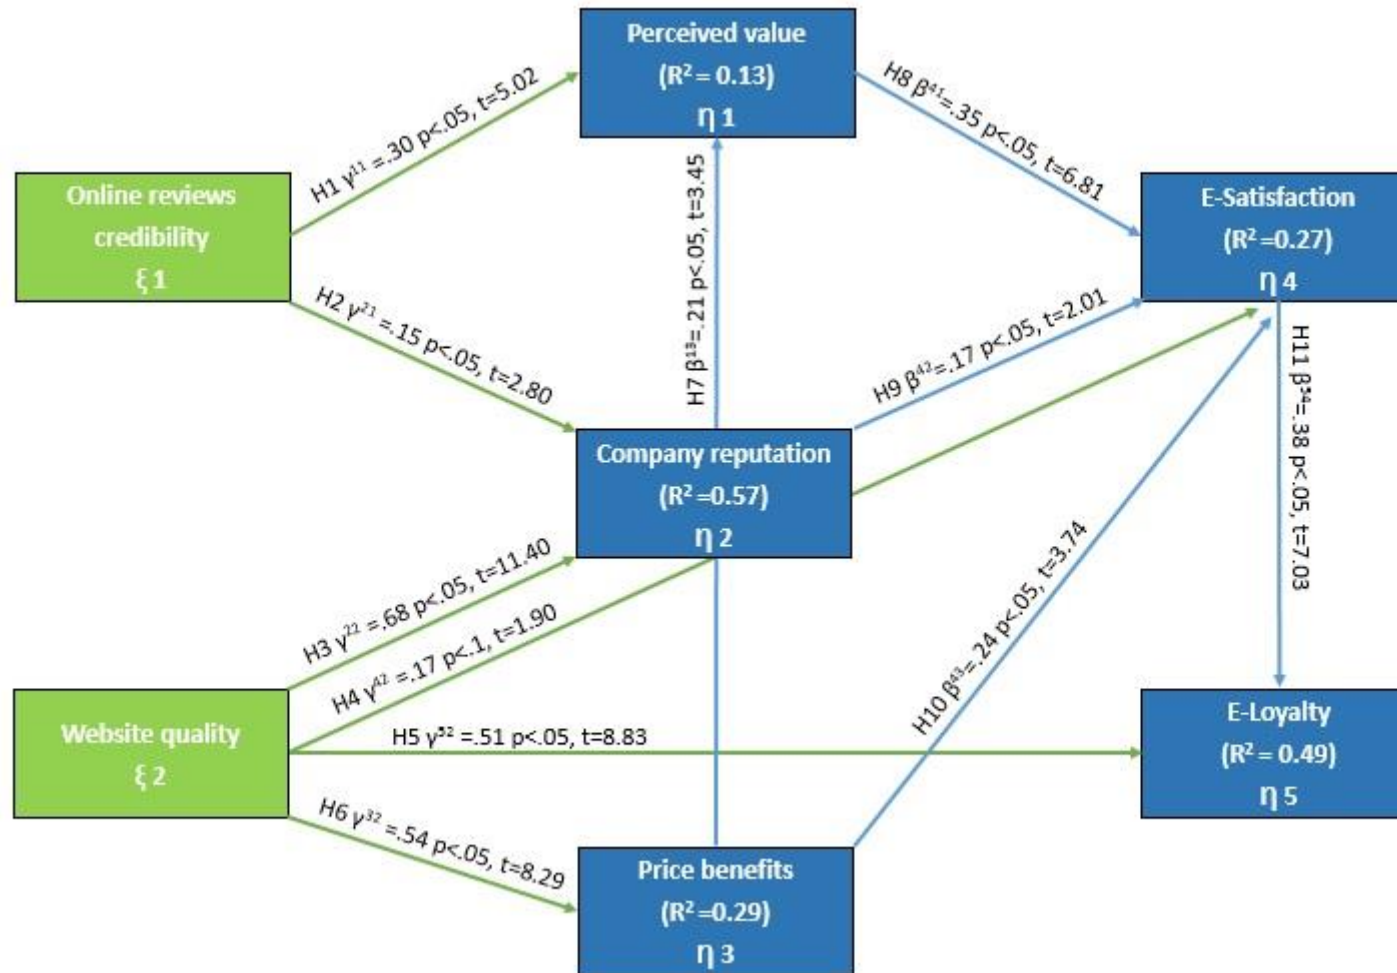 Perceived value
(R² = 0.13)
η 1
H1 γ¹¹ =.30 p<.05, t=5.02
H8 β⁴¹=.35 p<.05, t=6.81
Online reviews
credibility
ξ 1
E-Satisfaction
(R² =0.27)
η 4
H7 β¹³=.21 p<.05, t=3.45
H2 γ²¹ =.15 p<.05, t=2.80
H9 β⁴²=.17 p<.05, t=2.01
H11 β⁵⁴=.38 p<.05, t=7.03
Company reputation
(R² =0.57)
η 2
H3 γ²² =.68 p<.05, t=11.40
H4 γ⁴² =.17 p<.1, t=1.90
H10 β⁴³=.24 p<.05, t=3.74
Website quality
ξ 2
H5 γ⁵² =.51 p<.05, t=8.83
E-Loyalty
(R² = 0.49)
η 5
H6 γ³² =.54 p<.05, t=8.29
Price benefits
(R² =0.29)
η 3